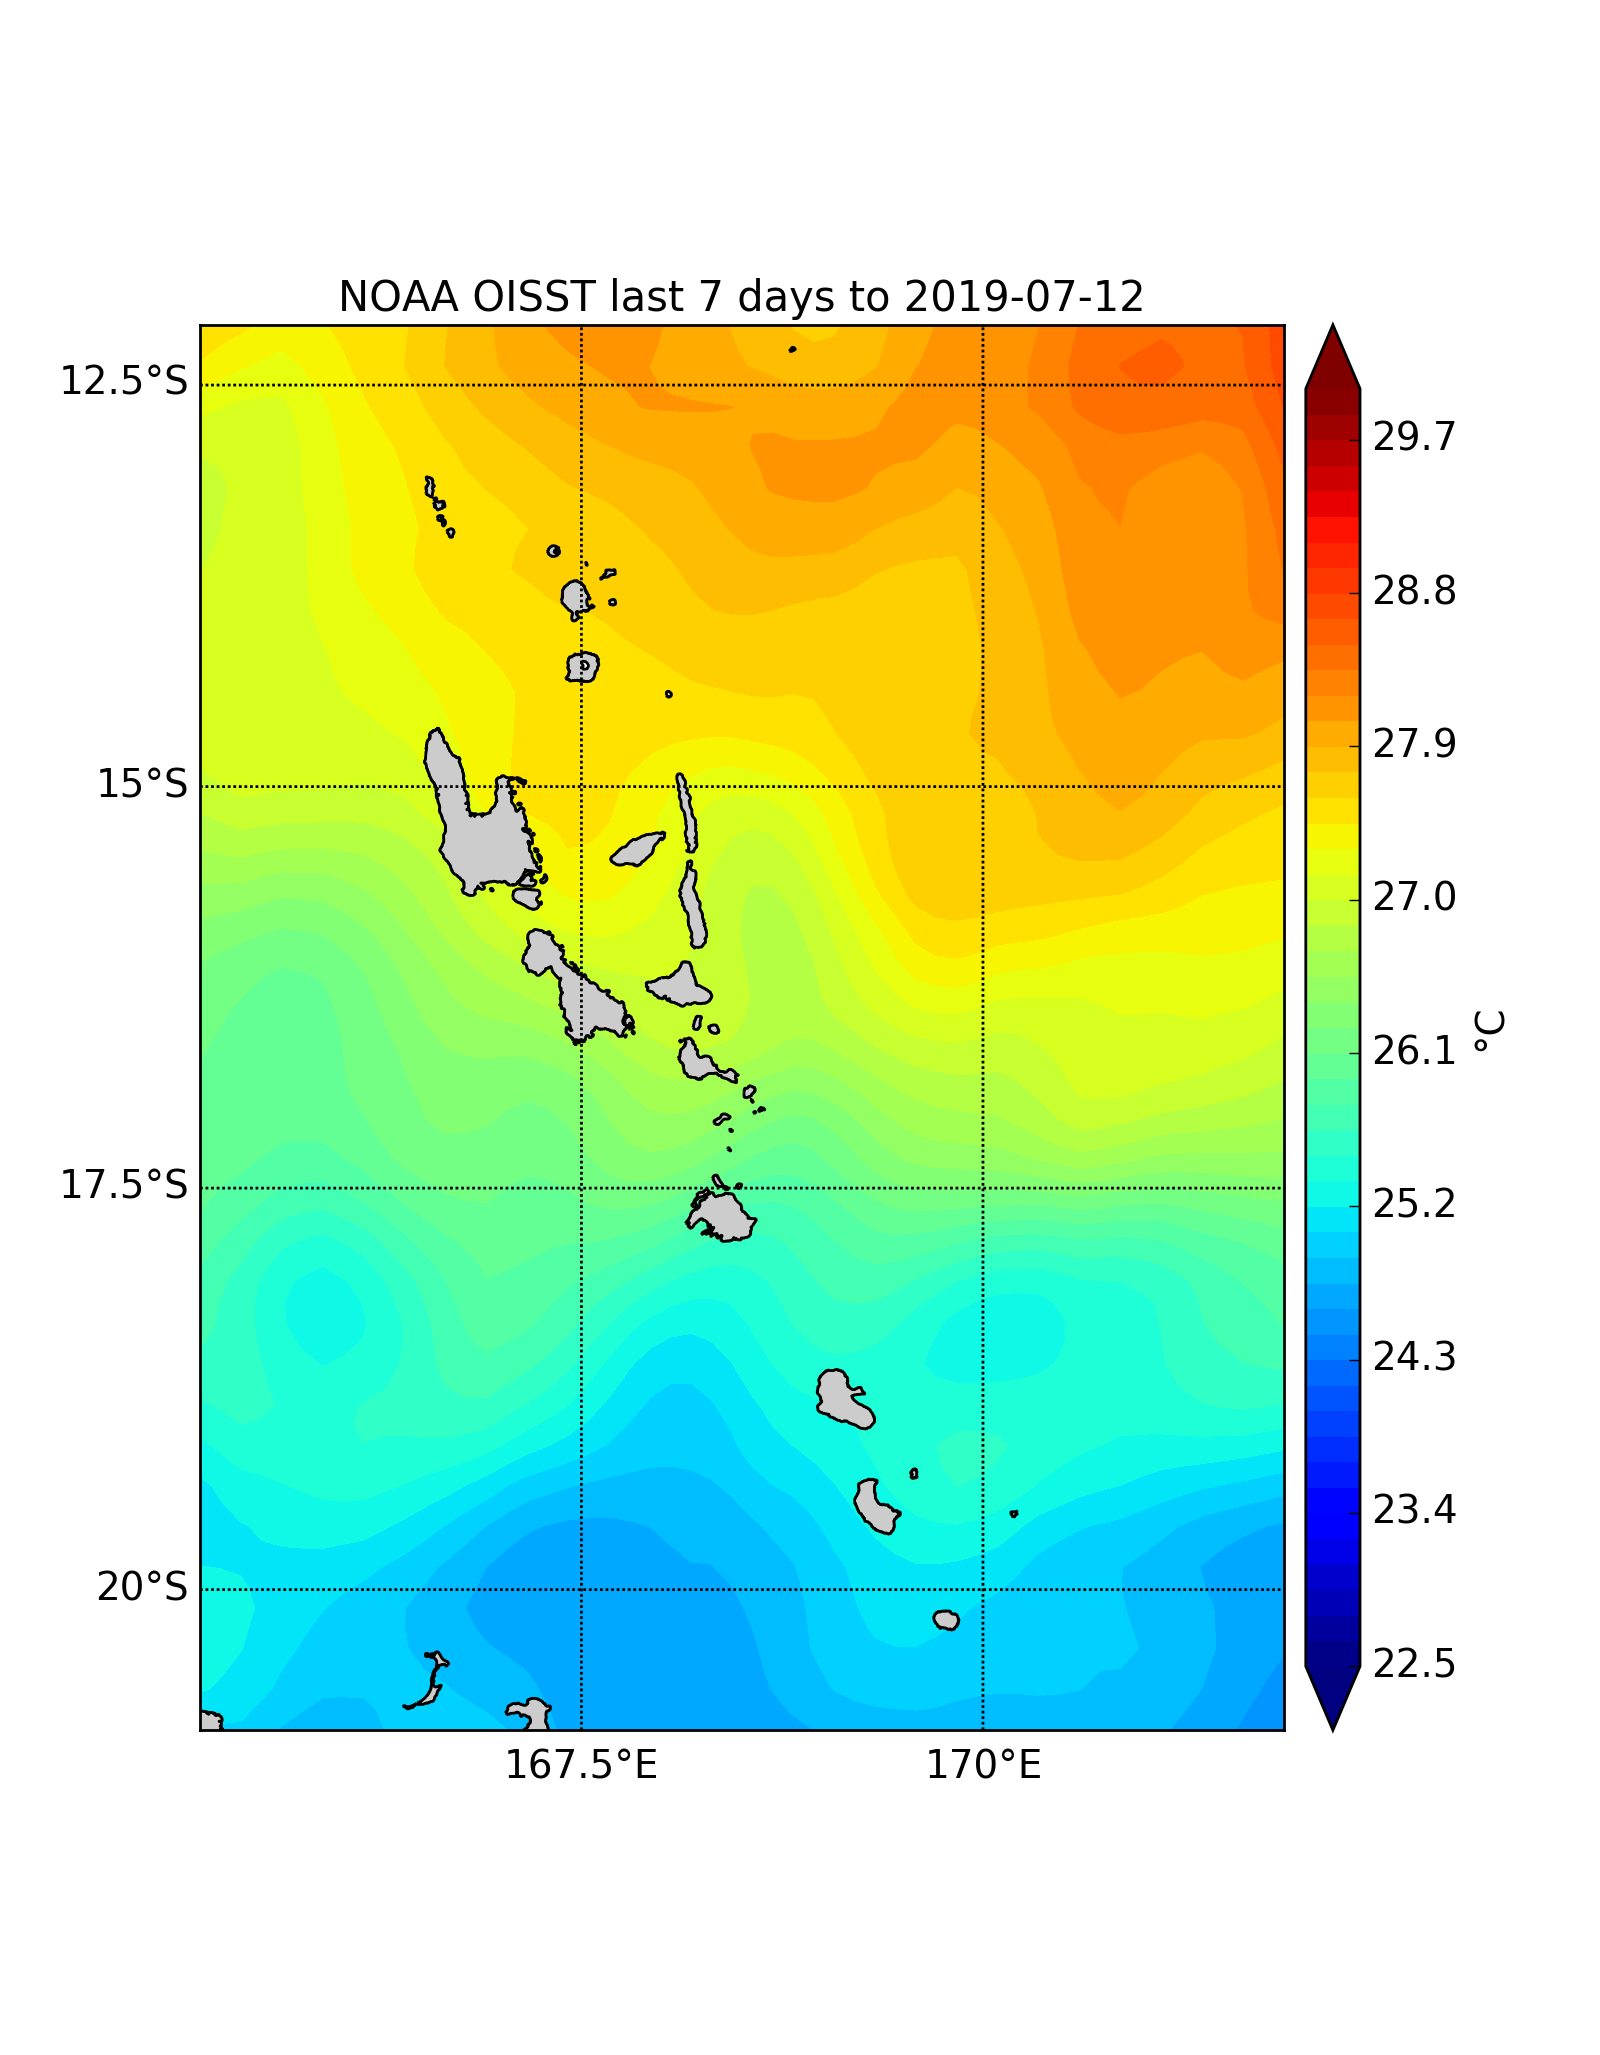 NOAA OISST last 7 days to 2019-07-12
12.5°S
15°S
17.5°S
20°S
167.5°E
170°E
29.7
28.8
27.9
27.0
26.1
25.2
24.3
23.4
22.5
°C